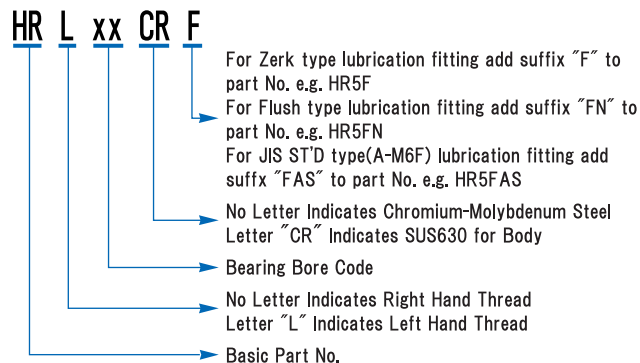 HR L xx CR F
For Zerk type lubrication fitting add suffix "F" to
part No. e.g. HR5F
For Flush type lubrication fitting add suffix "FN" to
part No. e.g. HR5FN
For JIS ST'D type(A-M6F) lubrication fitting add
suffx "FAS" to part No. e.g. HR5FAS
No Letter Indicates Chromium-Molybdenum Steel
Letter "CR" Indicates SUS630 for Body
Bearing Bore Code
No Letter Indicates Right Hand Thread
Letter "L" Indicates Left Hand Thread
Basic Part No.